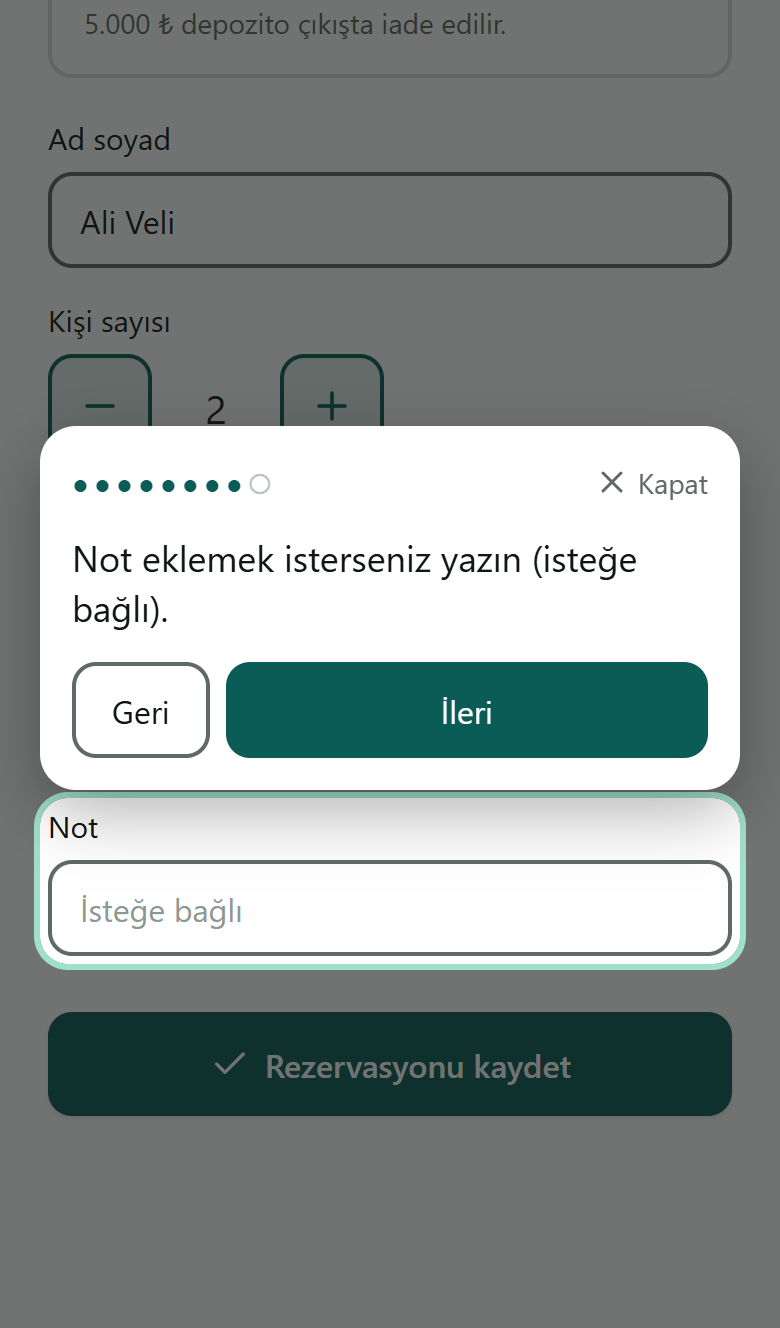 5.000 ₺ depozito çıkışta iade edilir.
Ad soyad
Ali Veli
Kişi sayısı
2
Kapat
Not eklemek isterseniz yazın (isteğe
bağlı).
Geri
İleri
Not
İsteğe bağlı
Rezervasyonu kaydet